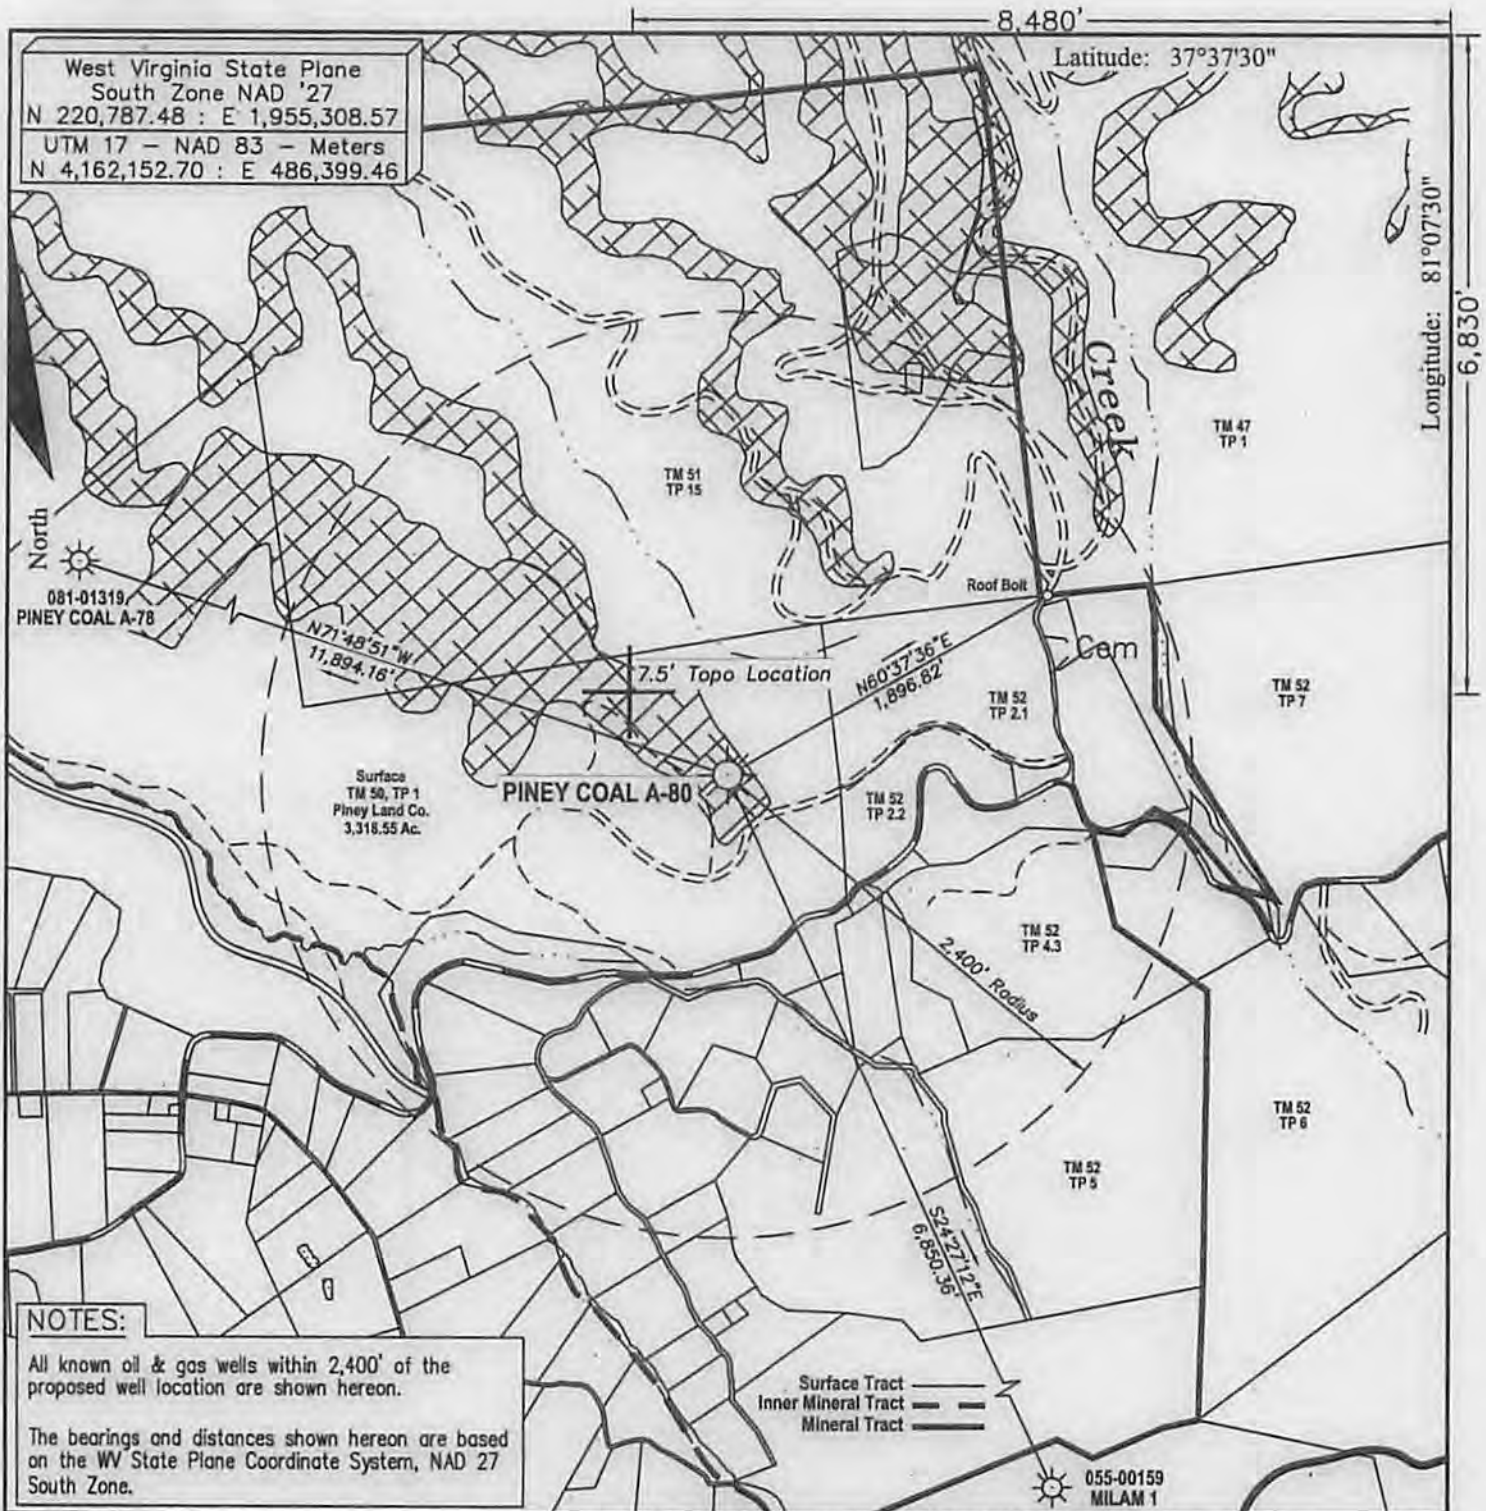 8,480'
West Virginia State Plane
South Zone NAD '27
N 220,787.48 : E 1,955,308.57
UTM 17 – NAD 83 – Meters
N 4,162,152.70 : E 486,399.46
Latitude: 37°37'30"
Longitude: 81°07'30"
6,830'
Creek
TM 47
TP 1
TM 51
TP 15
North
081-01319,
PINEY COAL A-78
N71°48'51"W
11,894.16'
Roof Bolt
Cem
7.5' Topo Location
N60°37'36"E
1,896.82'
TM 52
TP 2.1
TM 52
TP 7
Surface
TM 50, TP 1
Piney Land Co.
3,318.55 Ac.
PINEY COAL A-80
TM 52
TP 2.2
TM 52
TP 4.3
2,400' Radius
TM 52
TP 6
TM 52
TP 5
S24°27'12"E
6,850.36'
NOTES:
All known oil & gas wells within 2,400' of the
proposed well location are shown hereon.
The bearings and distances shown hereon are based
on the WV State Plane Coordinate System, NAD 27
South Zone.
Surface Tract
Inner Mineral Tract
Mineral Tract
055-00159
MILAM 1